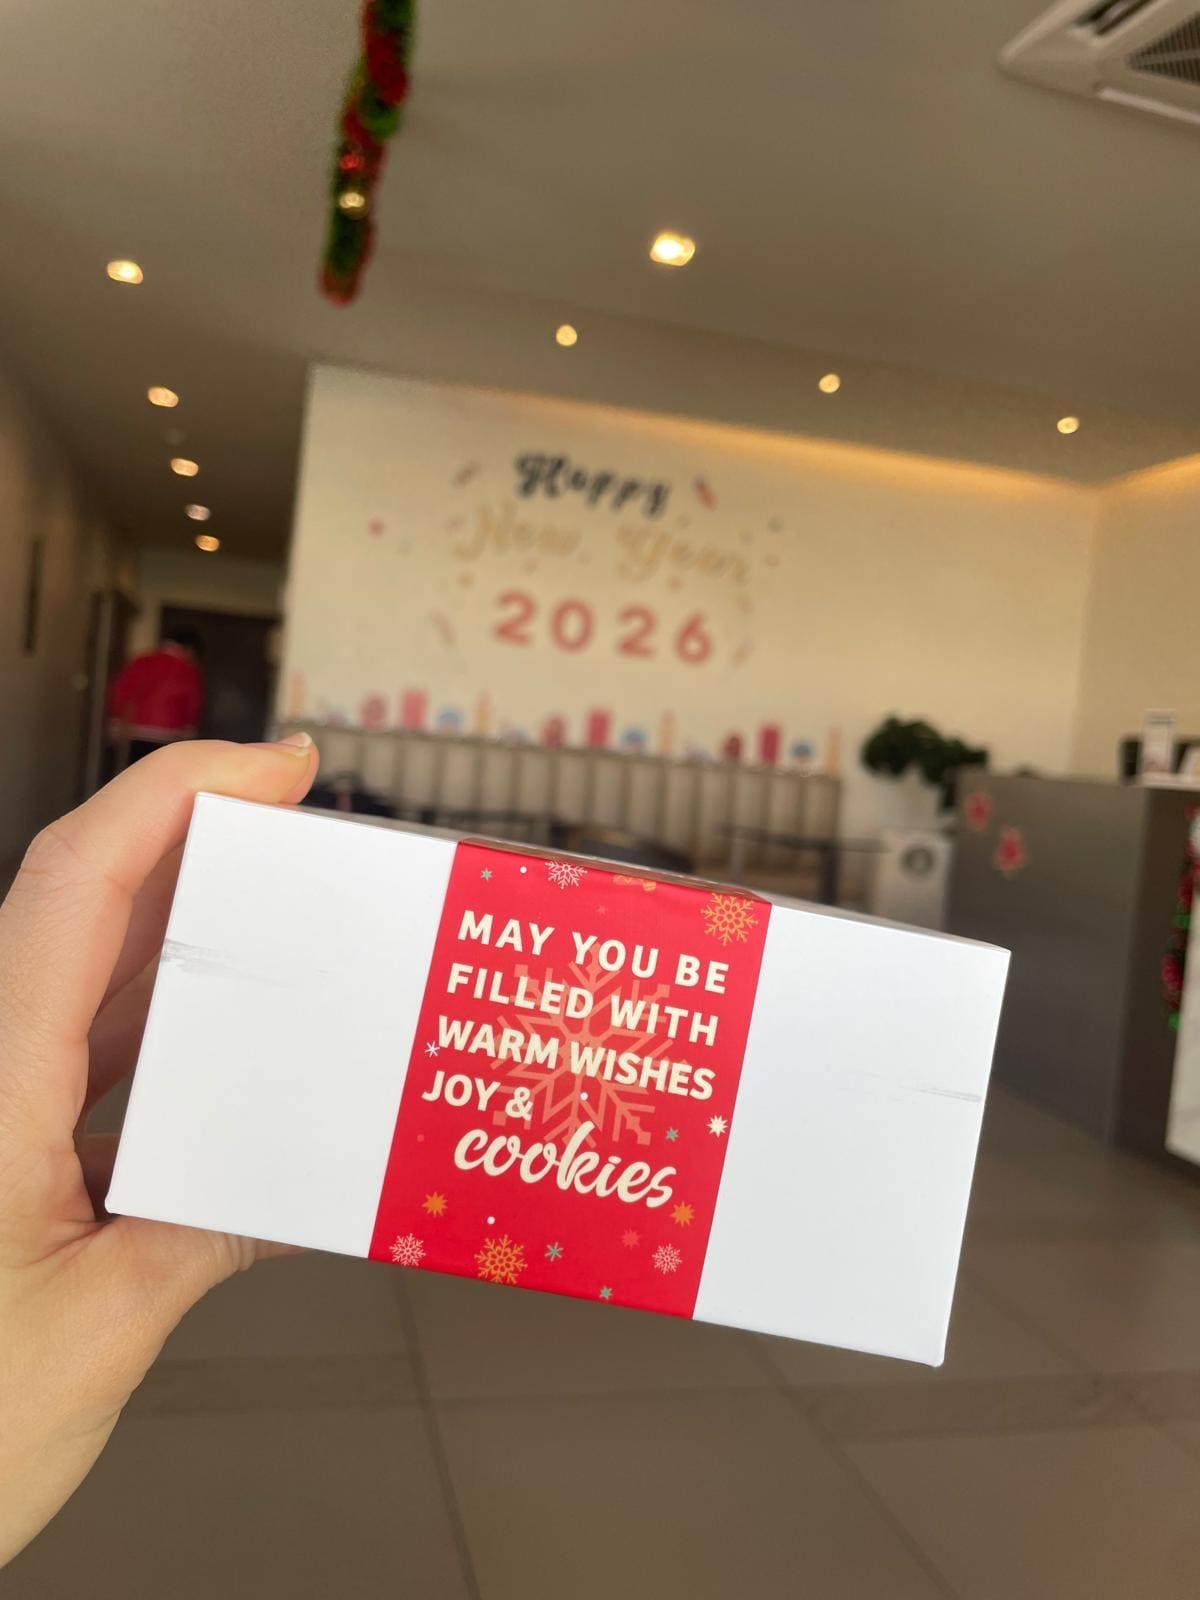 Happy
New Year
2026
MAY YOU BE
FILLED WITH
WARM WISHES
JOY &
cookies